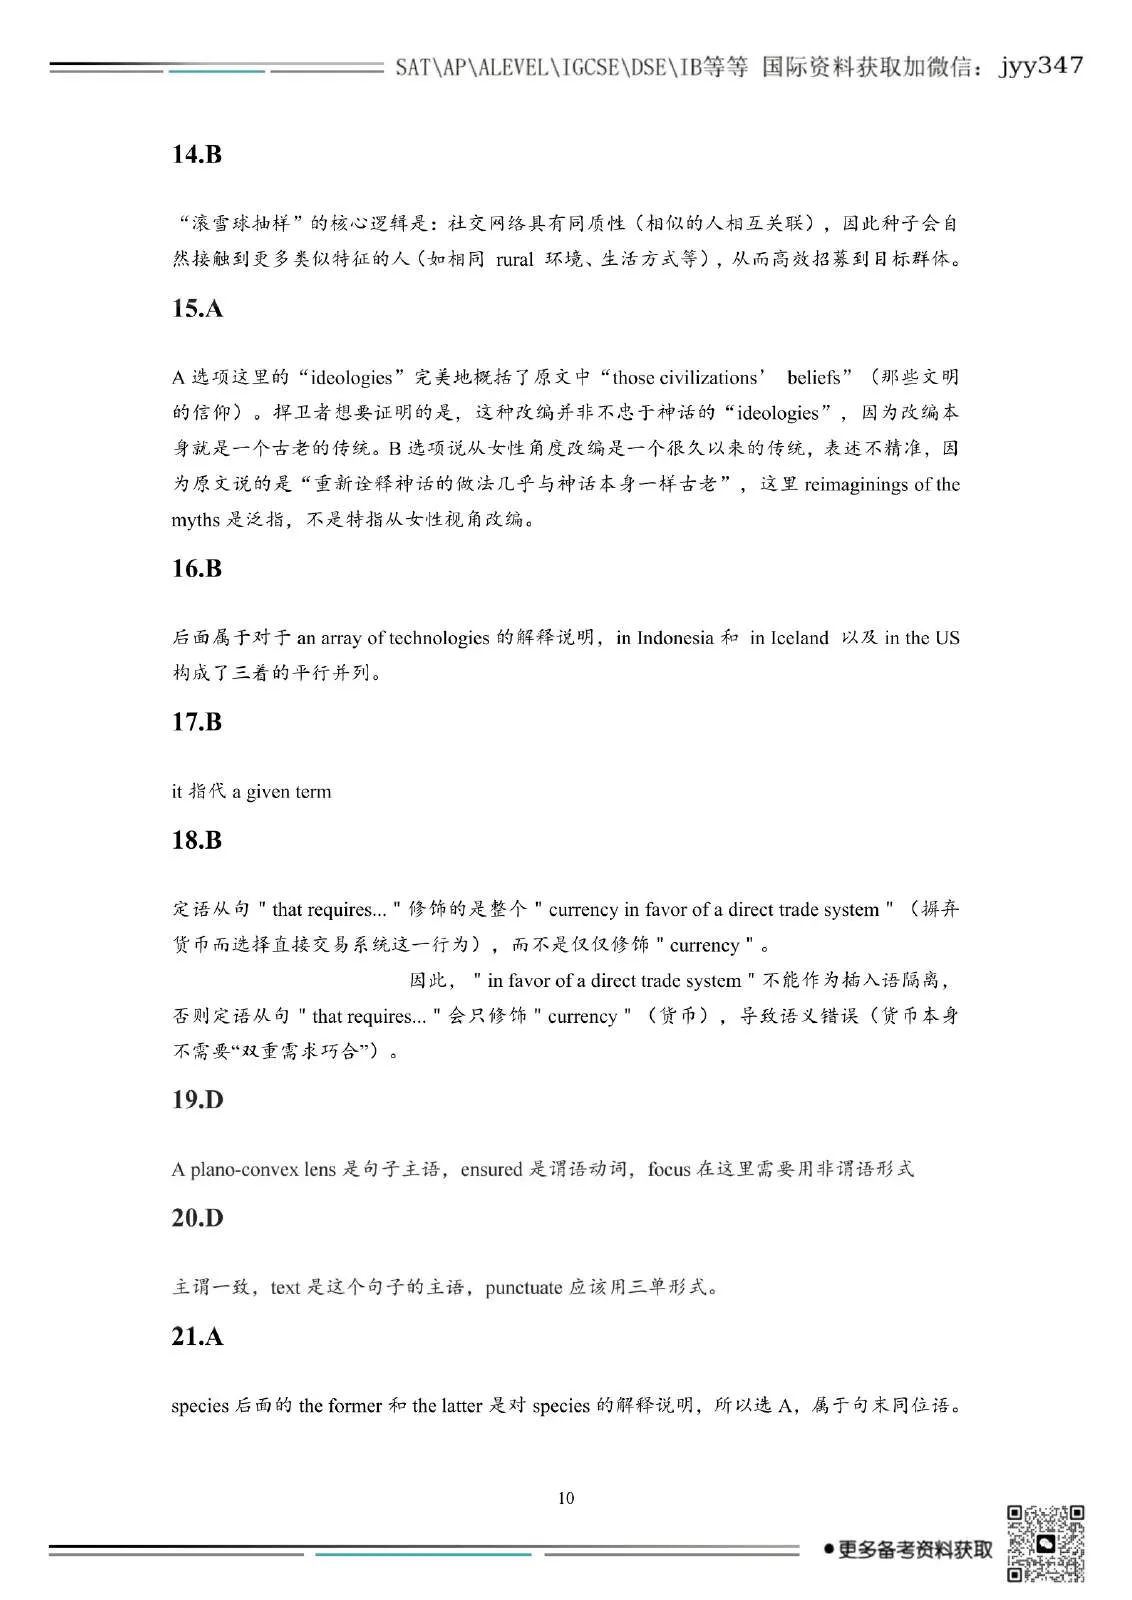 SAT\AP\ALEVEL\IGCSE\DSE\IB等等 国际资料获取加微信：jyy347
14.B
“滚雪球抽样”的核心逻辑是：社交网络具有同质性（相似的人相互关联），因此种子会自
然接触到更多类似特征的人（如相同 rural 环境、生活方式等），从而高效招募到目标群体。
15.A
A 选项这里的“ideologies”完美地概括了原文中“those civilizations’ beliefs”（那些文明
的信仰）。捍卫者想要证明的是，这种改编并非不忠于神话的“ideologies”，因为改编本
身就是一个古老的传统。B 选项说从女性角度改编是一个很久以来的传统，表述不精准，因
为原文说的是“重新诠释神话的做法几乎与神话本身一样古老”，这里 reimaginings of the
myths 是泛指，不是特指从女性视角改编。
16.B
后面属于对于 an array of technologies 的解释说明，in Indonesia 和 in Iceland 以及 in the US
构成了三着的平行并列。
17.B
it 指代 a given term
18.B
定语从句 " that requires... " 修饰的是整个 " currency in favor of a direct trade system " （摒弃
货币而选择直接交易系统这一行为），而不是仅仅修饰 " currency " 。
因此， " in favor of a direct trade system " 不能作为插入语隔离，
否则定语从句 " that requires... " 会只修饰 " currency " （货币），导致语义错误（货币本身
不需要“双重需求巧合”）。
19.D
A plano-convex lens 是句子主语，ensured 是谓语动词，focus 在这里需要用非谓语形式
20.D
主谓一致，text 是这个句子的主语，punctuate 应该用三单形式。
21.A
species 后面的 the former 和 the latter 是对 species 的解释说明，所以选 A，属于句末同位语。
10
●更多备考资料获取